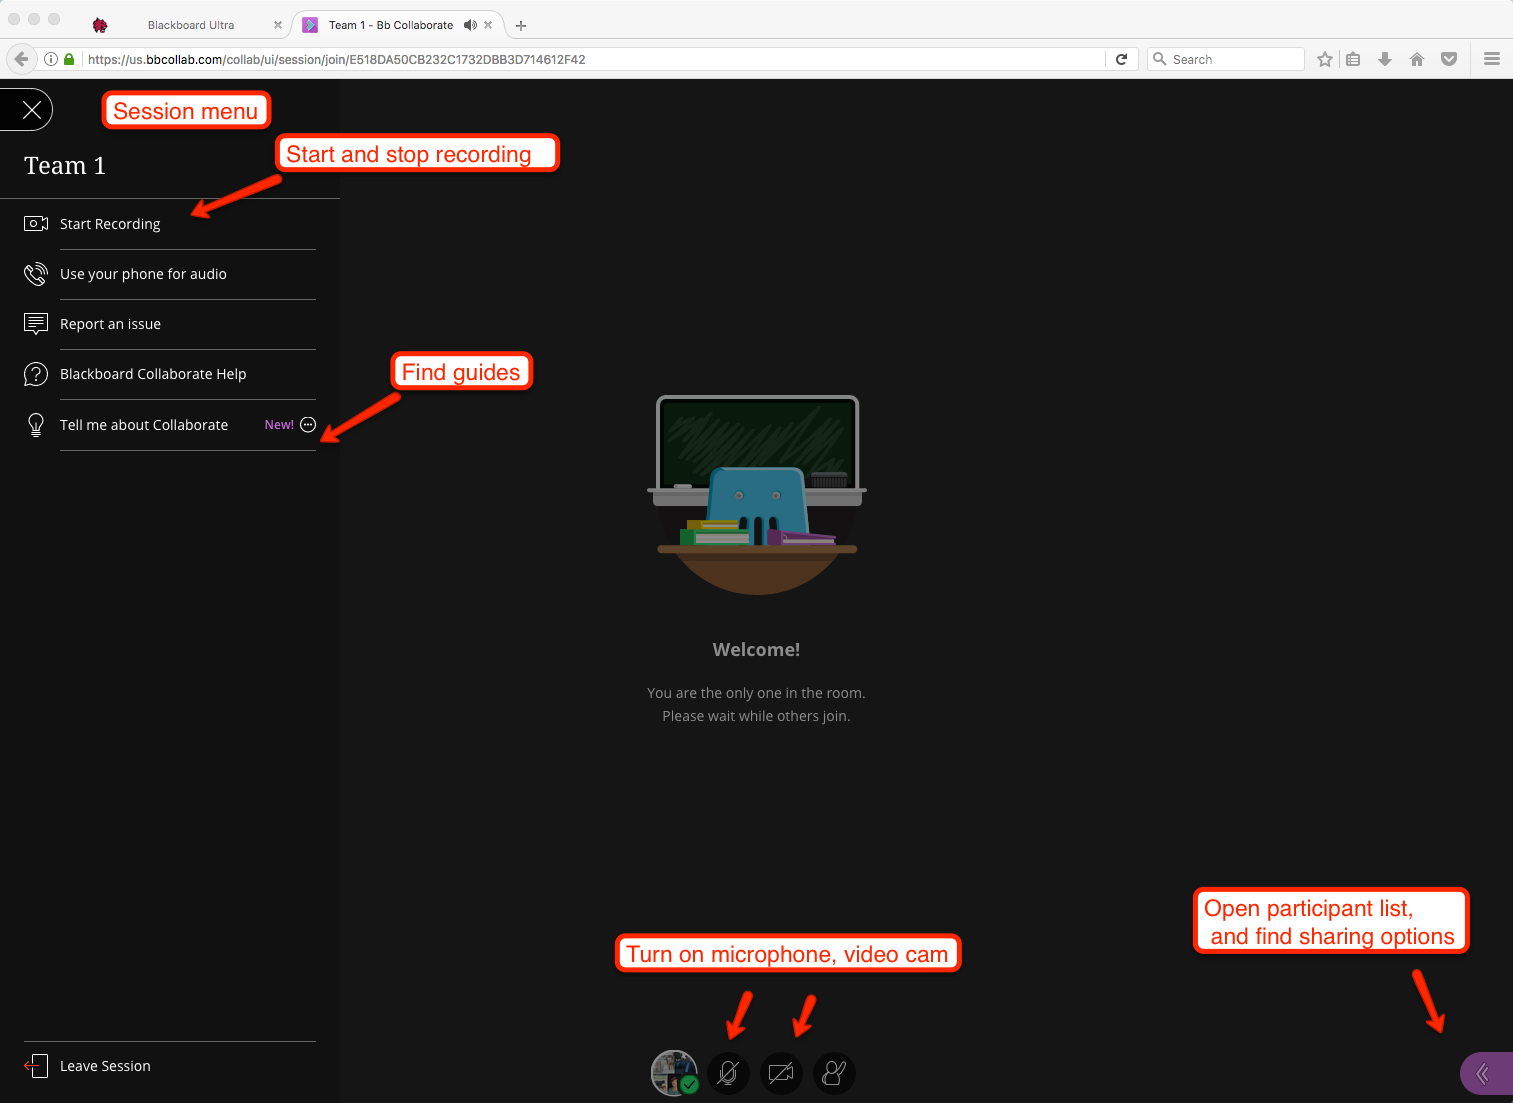 Blackboard Ultra
Team 1 - Bb Collaborate
https://us.bbcollab.com/collab/ui/session/join/E518DA50CB232C1732DBB3D714612F42
Search
Session menu
Start and stop recording
Team 1
Start Recording
Use your phone for audio
Report an issue
Find guides
Blackboard Collaborate Help
Tell me about Collaborate New!
Welcome!
You are the only one in the room.
Please wait while others join.
Open participant list,
and find sharing options
Turn on microphone, video cam
Leave Session